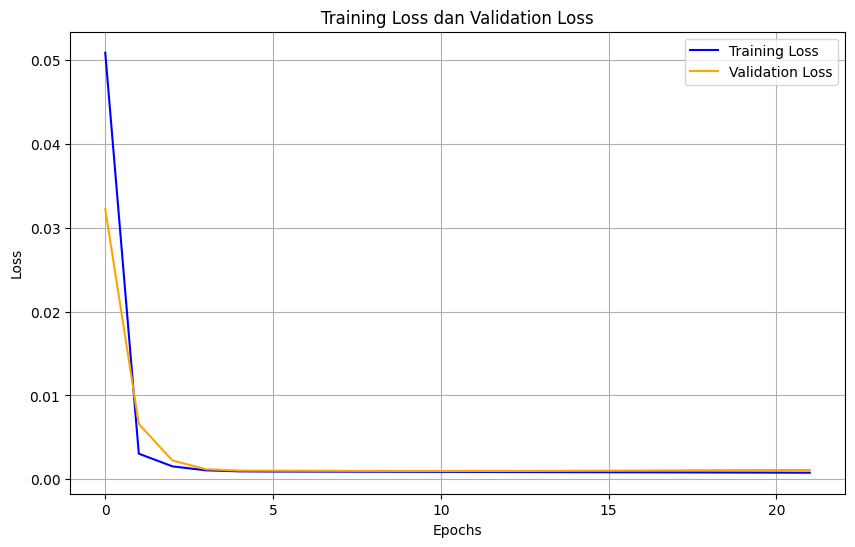 Training Loss dan Validation Loss
Training Loss
Validation Loss
0.05
0.04
0.03
0.02
0.01
0.00
Loss
0 5 10 15 20
Epochs